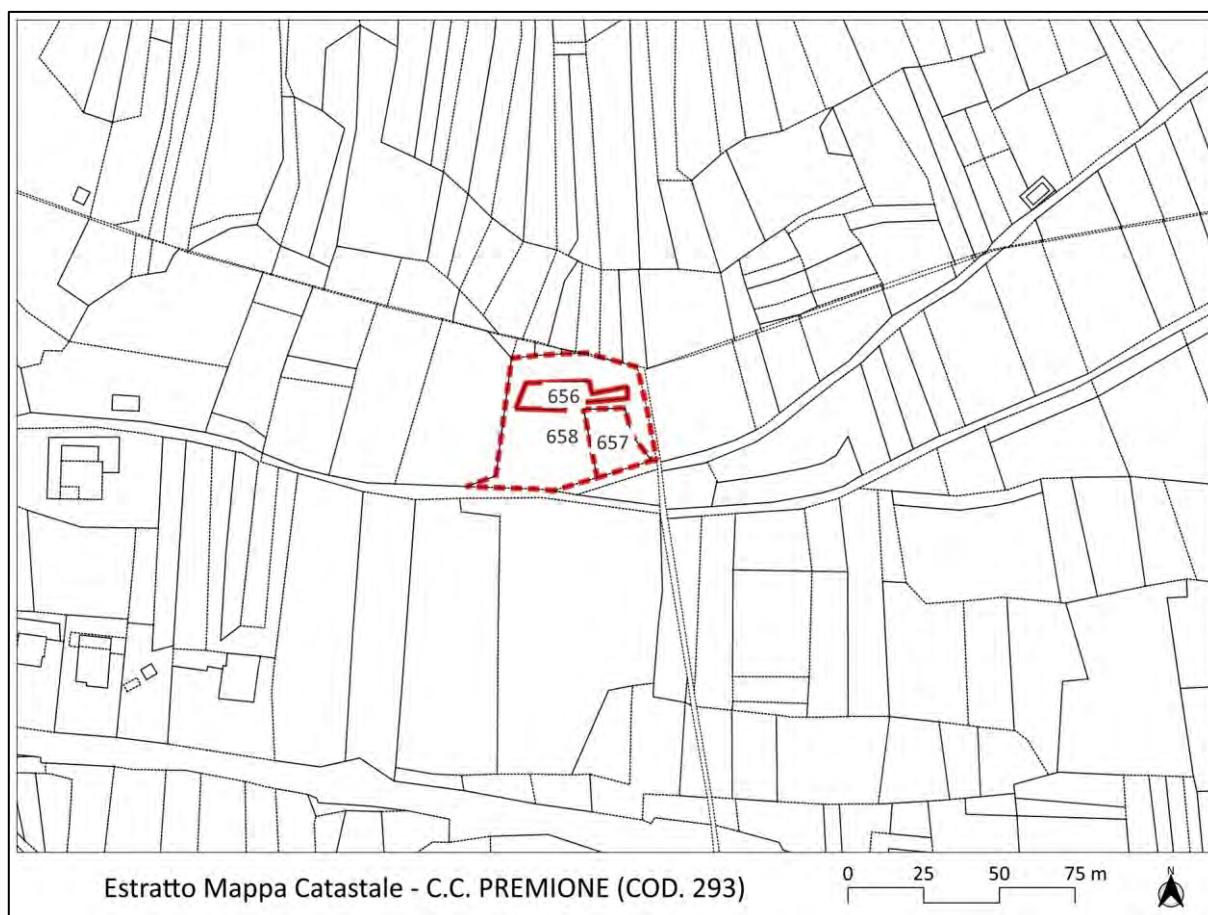 656
658
657
Estratto Mappa Catastale - C.C. PREMIONE (COD. 293)
0 25 50 75 m
N